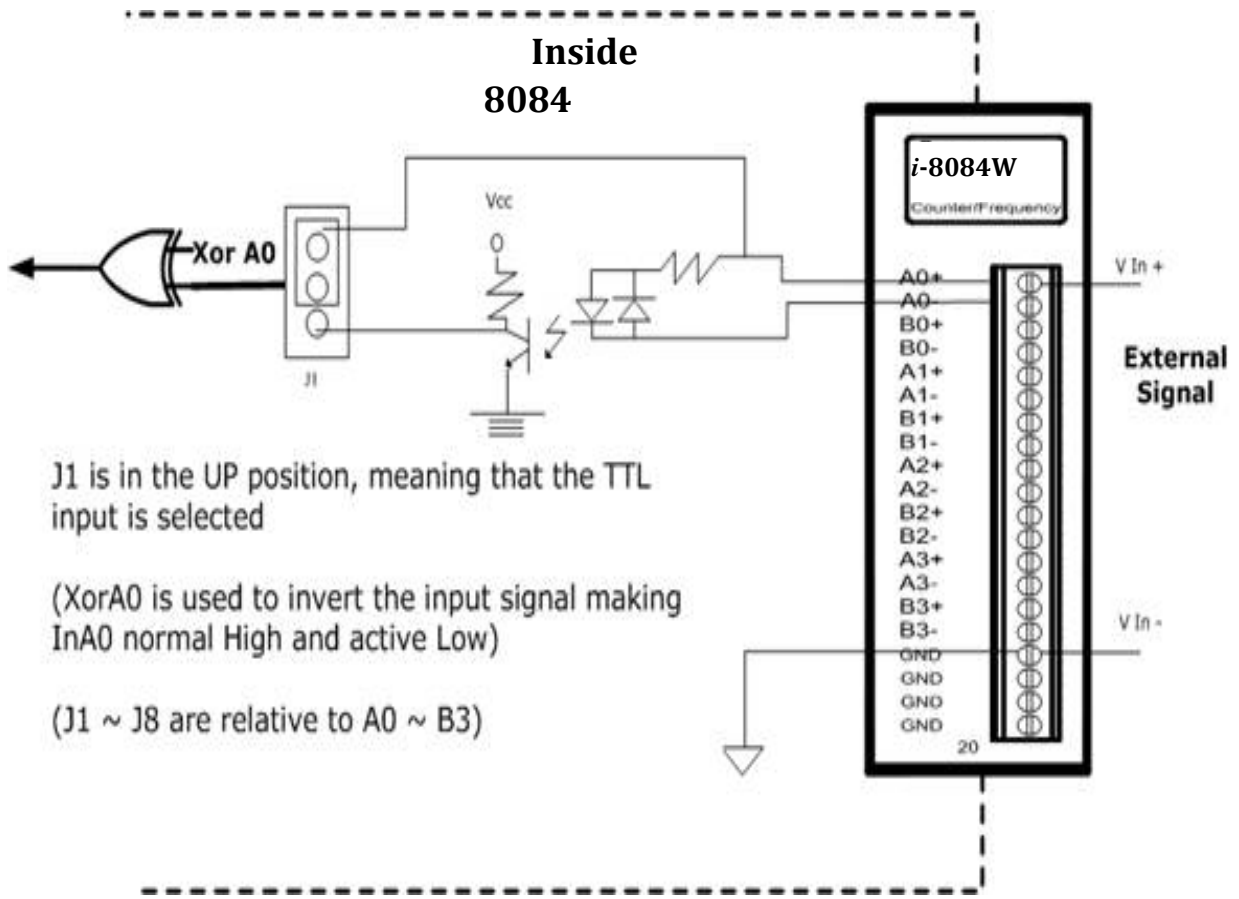 Inside
8084
i-8084W
Counter/Frequency
Vcc
Xor A0
J1
A0+
A0-
B0+
B0-
A1+
A1-
B1+
B1-
A2+
A2-
B2+
B2-
A3+
A3-
B3+
B3-
GND
GND
GND
GND
20
V In +
External
Signal
V In -
J1 is in the UP position, meaning that the TTL
input is selected
(XorA0 is used to invert the input signal making
InA0 normal High and active Low)
(J1 ~ J8 are relative to A0 ~ B3)